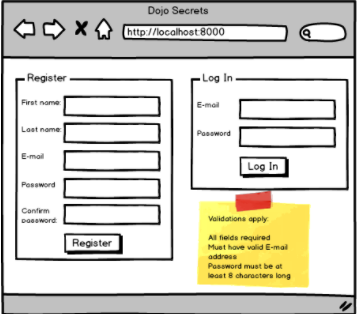 Dojo Secrets
http://localhost:8000
Register
First name:
Last name:
E-mail
Password
Confirm
password:
Register
Log In
E-mail
Password
Log In
Validations apply:
All fields required
Must have valid E-mail
address
Password must be at
least 8 characters long